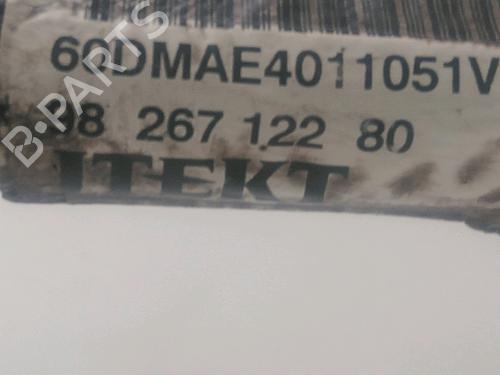 60DMAE4011051V
98 267 122 80
JTEKT
B-PARTS